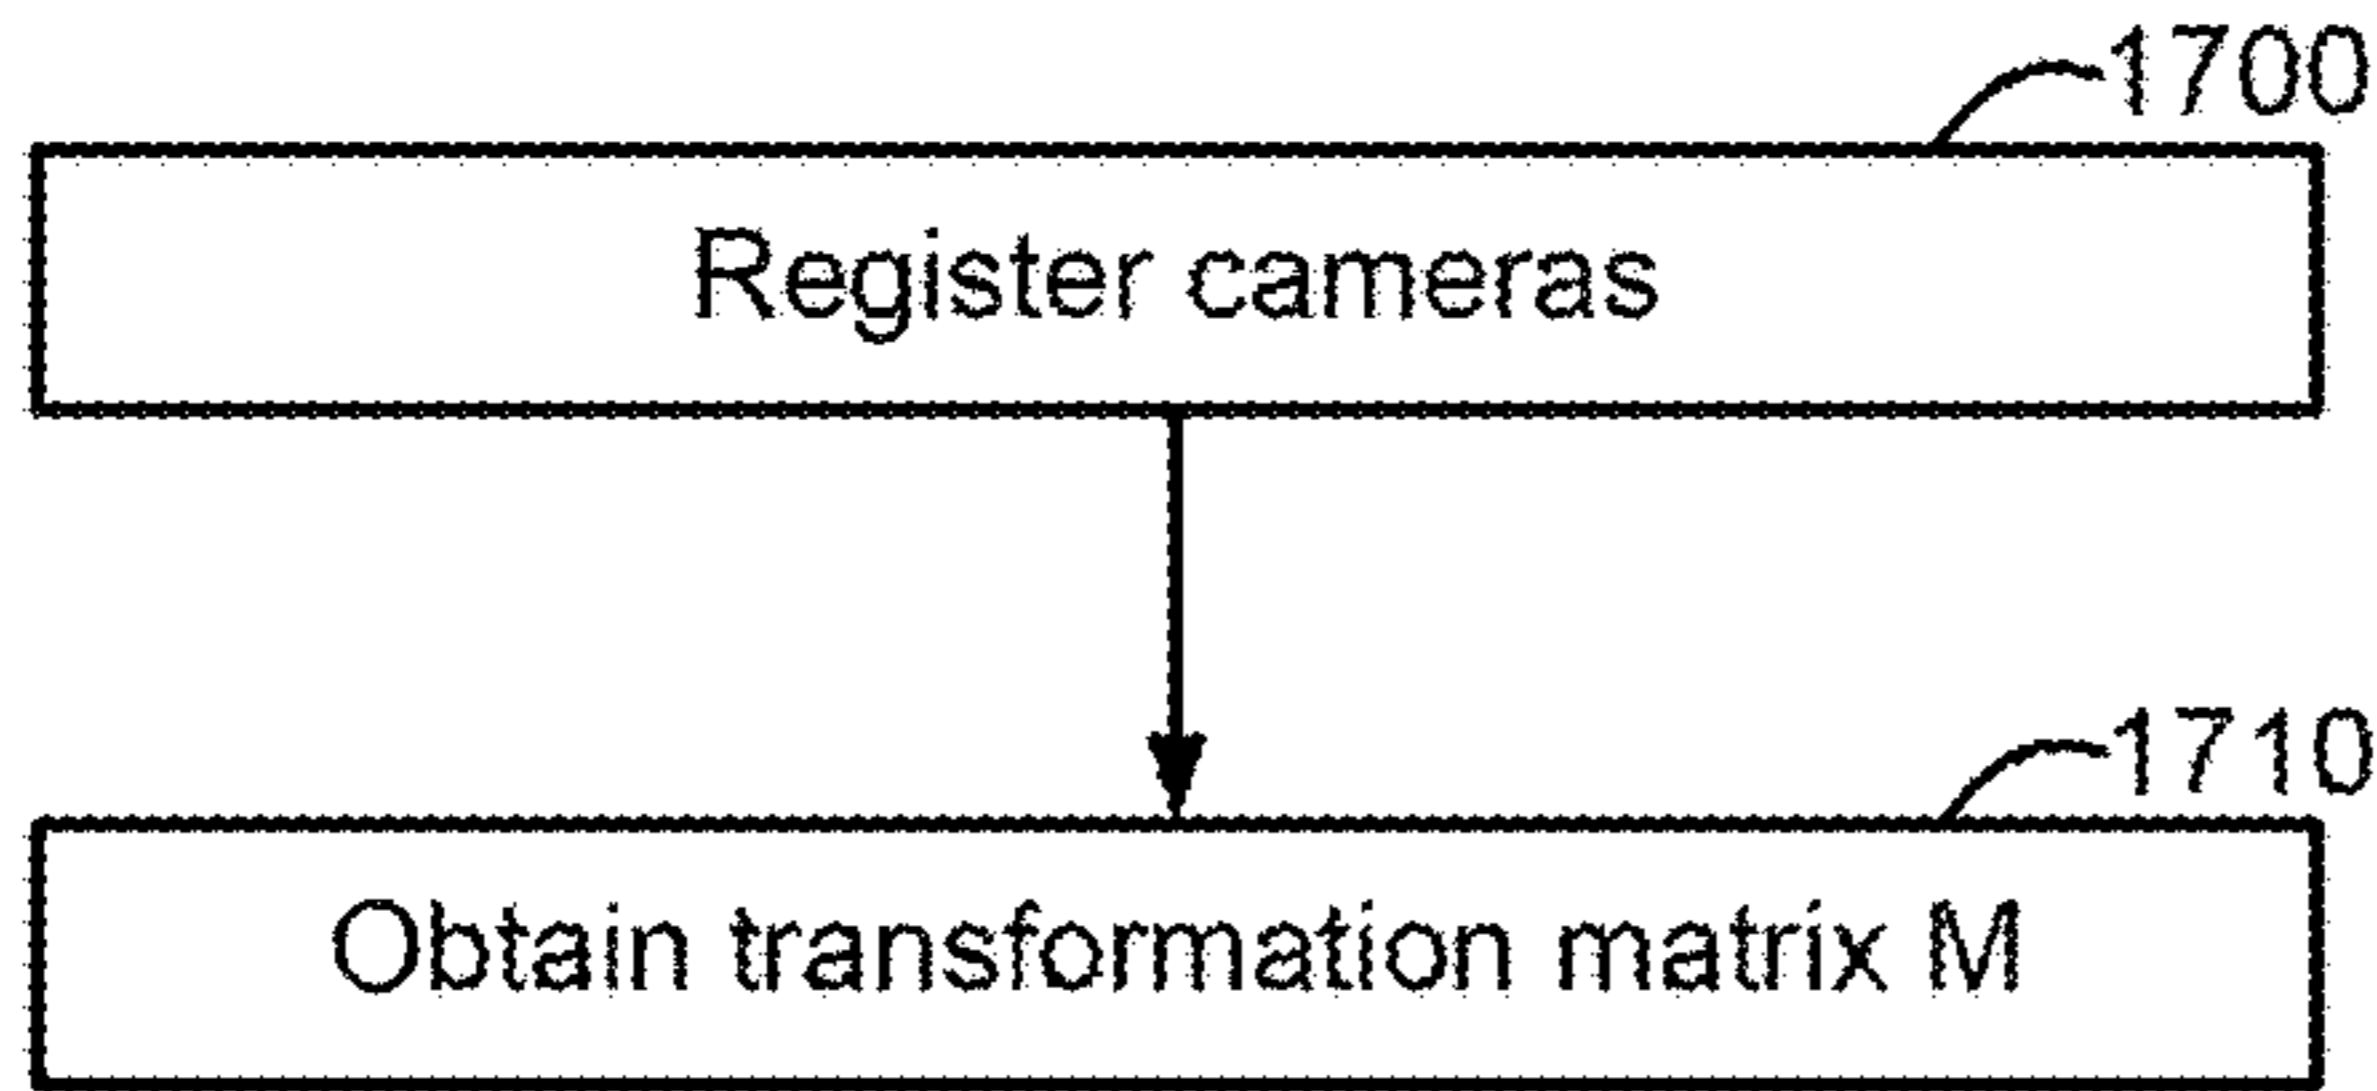 1700
Register cameras
1710
Obtain transformation matrix M